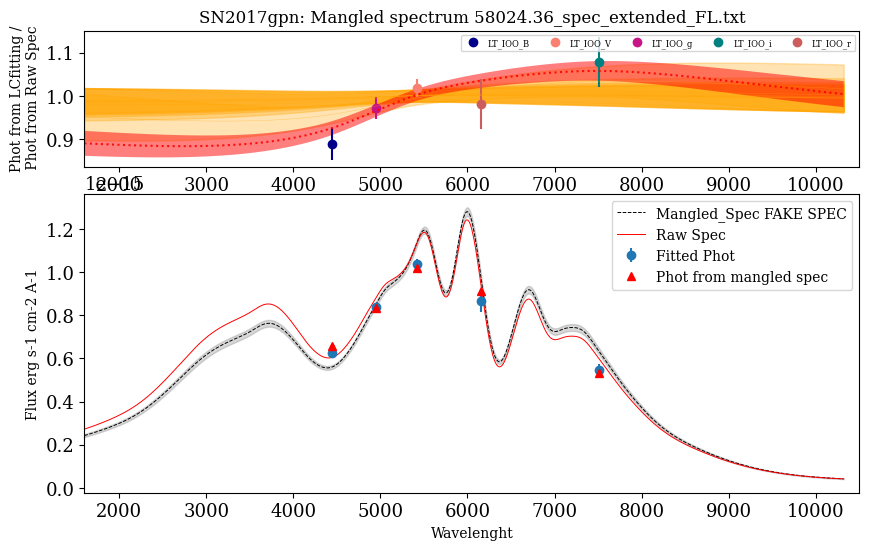 SN2017gpn: Mangled spectrum 58024.36_spec_extended_FL.txt
Phot from LCfitting /
Phot from Raw Spec
LT_IOO_B LT_IOO_V LT_IOO_g LT_IOO_i LT_IOO_r
1.1
1.0
0.9
2000 3000 4000 5000 6000 7000 8000 9000 10000
1e−15
Flux erg s-1 cm-2 A-1
Mangled_Spec FAKE SPEC
Raw Spec
Fitted Phot
Phot from mangled spec
1.2
1.0
0.8
0.6
0.4
0.2
0.0
2000 3000 4000 5000 6000 7000 8000 9000 10000
Wavelenght